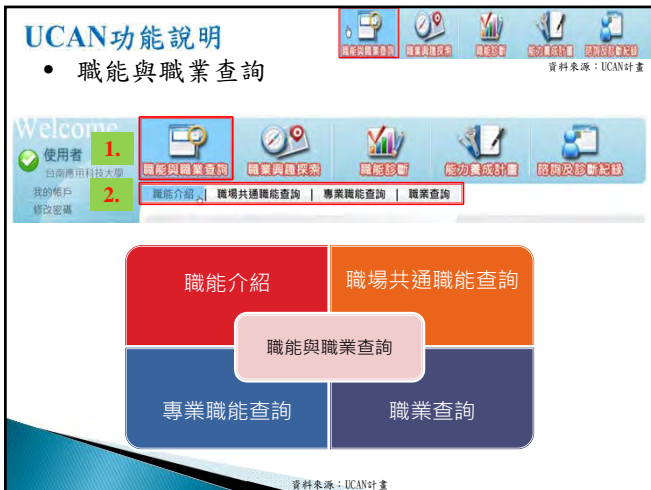 UCAN功能說明
職能與職業查詢 職業興趣探索 職能診斷 能力養成計畫 諮詢及診斷紀錄
• 職能與職業查詢
資料來源：UCAN計畫
Welcome
使用者
1.
台南應用科技大學
職能與職業查詢 職業興趣探索 職能診斷 能力養成計畫 諮詢及診斷紀錄
我的帳戶
2.
職能介紹 | 職場共通職能查詢 | 專業職能查詢 | 職業查詢
修改密碼
職能介紹
職場共通職能查詢
職能與職業查詢
專業職能查詢
職業查詢
資料來源：UCAN計畫